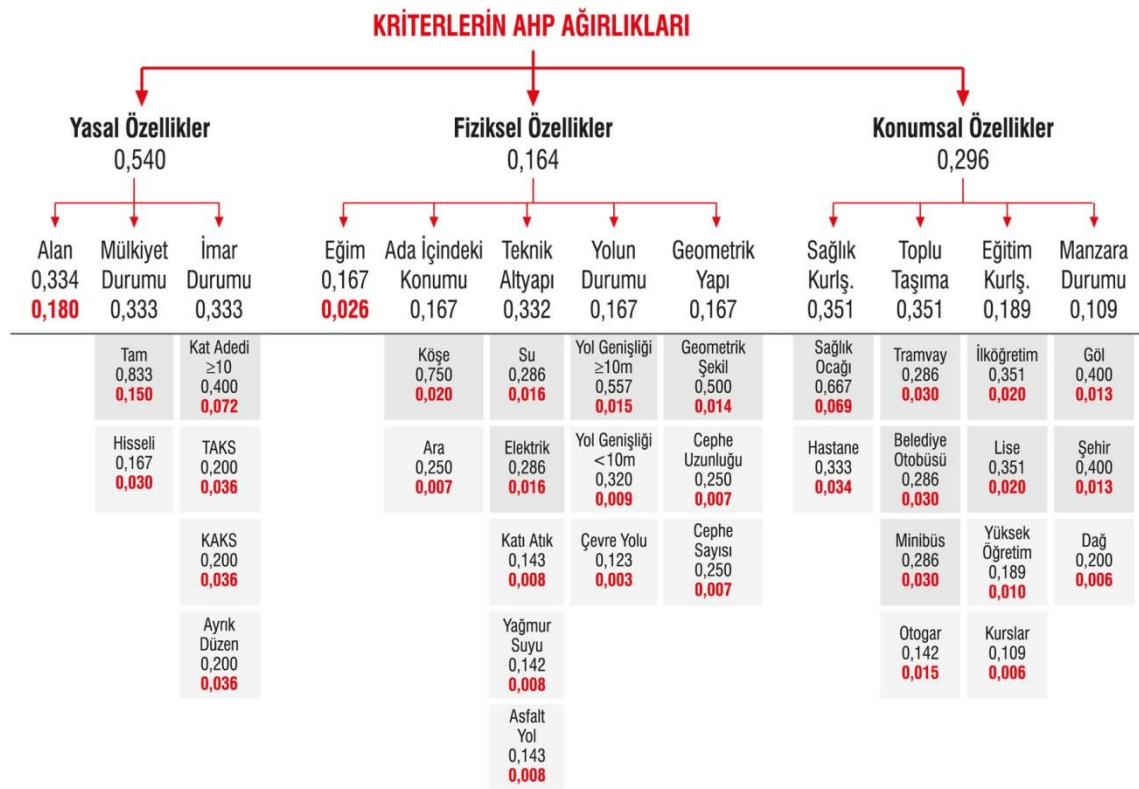 KRİTERLERİN AHP AĞIRLIKLARI
Yasal Özellikler
0,540
Fiziksel Özellikler
0,164
Konumsal Özellikler
0,296
Alan
0,334
0,180
Mülkiyet
Durumu
0,333
İmar
Durumu
0,333
Eğim
0,167
0,026
Ada İçindeki
Konumu
0,167
Teknik
Altyapı
0,332
Yolun
Durumu
0,167
Geometrik
Yapı
0,167
Sağlık
Kurlş.
0,351
Toplu
Taşıma
0,351
Eğitim
Kurlş.
0,189
Manzara
Durumu
0,109
Tam
0,833
0,150
Hisseli
0,167
0,030
Kat Adedi
≥10
0,400
0,072
TAKS
0,200
0,036
KAKS
0,200
0,036
Ayrık
Düzen
0,200
0,036
Köşe
0,750
0,020
Ara
0,250
0,007
Su
0,286
0,016
Elektrik
0,286
0,016
Katı Atık
0,143
0,008
Yağmur
Suyu
0,142
0,008
Asfalt
Yol
0,143
0,008
Yol Genişliği
≥10m
0,557
0,015
Yol Genişliği
<10m
0,320
0,009
Çevre Yolu
0,123
0,003
Geometrik
Şekil
0,500
0,014
Cephe
Uzunluğu
0,250
0,007
Cephe
Sayısı
0,250
0,007
Sağlık
Ocağı
0,667
0,069
Hastane
0,333
0,034
Tramvay
0,286
0,030
Belediye
Otobüsü
0,286
0,030
Minibüs
0,286
0,030
Otogar
0,142
0,015
İlköğretim
0,351
0,020
Lise
0,351
0,020
Yüksek
Öğretim
0,189
0,010
Kurslar
0,109
0,006
Göl
0,400
0,013
Şehir
0,400
0,013
Dağ
0,200
0,006